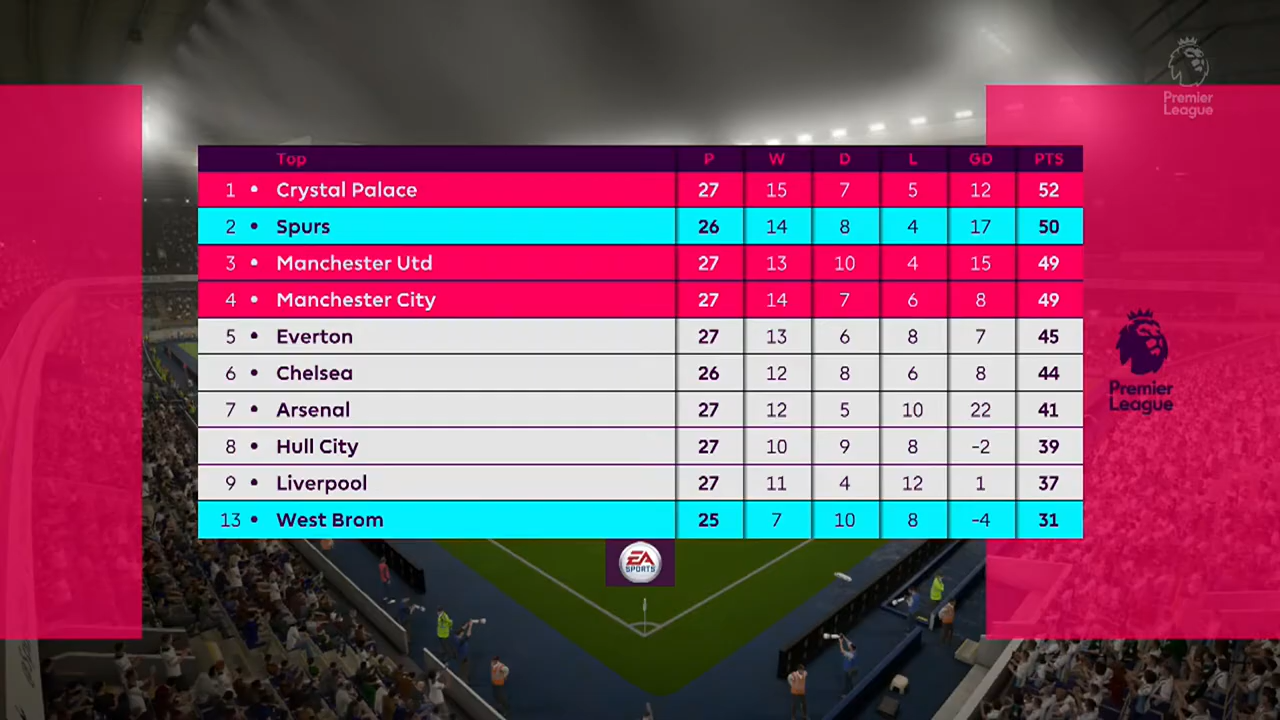 Premier
League
Top P W D L GD PTS
1 • Crystal Palace 27 15 7 5 12 52
2 • Spurs 26 14 8 4 17 50
3 • Manchester Utd 27 13 10 4 15 49
4 • Manchester City 27 14 7 6 8 49
5 • Everton 27 13 6 8 7 45
6 • Chelsea 26 12 8 6 8 44
7 • Arsenal 27 12 5 10 22 41
8 • Hull City 27 10 9 8 -2 39
9 • Liverpool 27 11 4 12 1 37
13 • West Brom 25 7 10 8 -4 31
Premier
League
EA
SPORTS